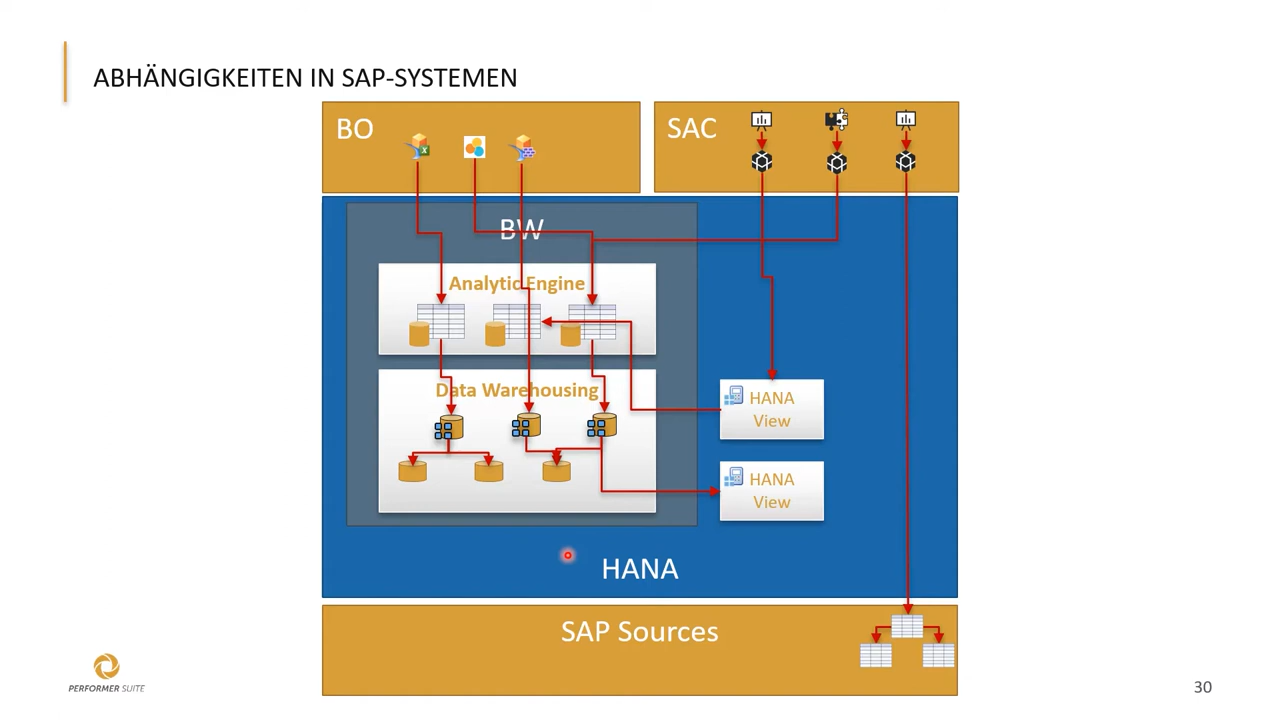 ABHÄNGIGKEITEN IN SAP-SYSTEMEN
BO
SAC
BW
Analytic Engine
Data Warehousing
HANA
View
HANA
View
HANA
SAP Sources
PERFORMER SUITE
30